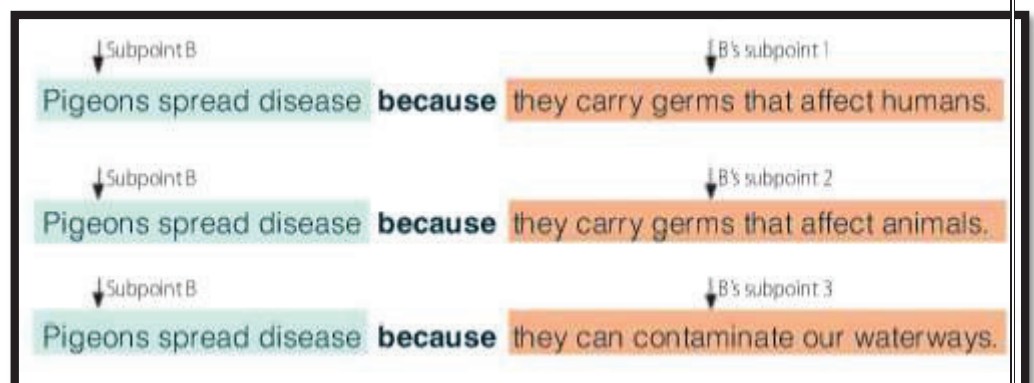 Subpoint B B's subpoint 1
Pigeons spread disease because they carry germs that affect humans.
Subpoint B B's subpoint 2
Pigeons spread disease because they carry germs that affect animals.
Subpoint B B's subpoint 3
Pigeons spread disease because they can contaminate our waterways.